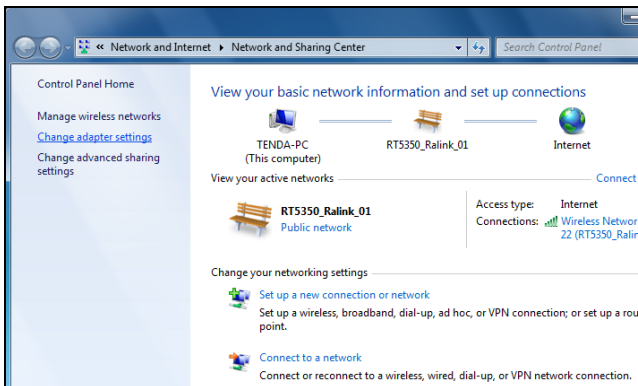 « Network and Internet ▸ Network and Sharing Center
Search Control Panel
Control Panel Home
Manage wireless networks
Change adapter settings
Change advanced sharing
settings
View your basic network information and set up connections
TENDA-PC
(This computer)
RT5350_Ralink_01
Internet
View your active networks
Connect
RT5350_Ralink_01
Public network
Access type: Internet
Connections: Wireless Networ
22 (RT5350_Ralin
Change your networking settings
Set up a new connection or network
Set up a wireless, broadband, dial-up, ad hoc, or VPN connection; or set up a rou
point.
Connect to a network
Connect or reconnect to a wireless, wired, dial-up, or VPN network connection.